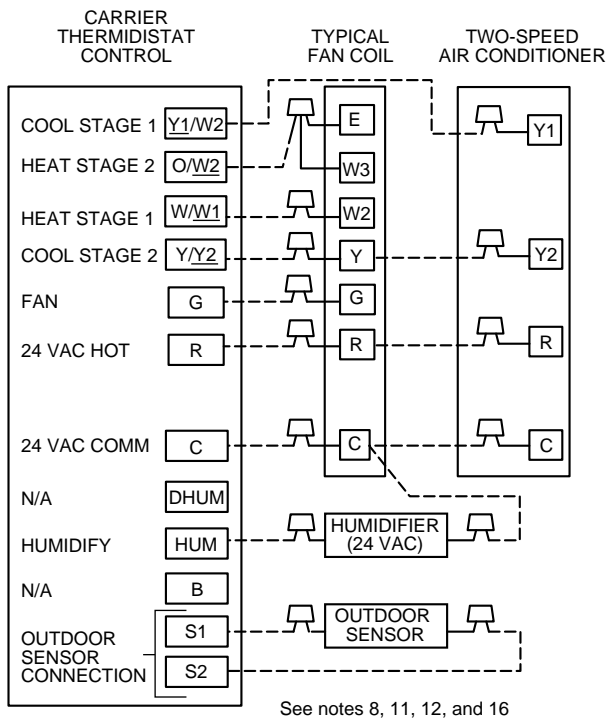 CARRIER
THERMIDISTAT
CONTROL
TYPICAL
FAN COIL
TWO-SPEED
AIR CONDITIONER
COOL STAGE 1 Y1/W2 E Y1
HEAT STAGE 2 O/W2 W3
HEAT STAGE 1 W/W1 W2
COOL STAGE 2 Y/Y2 Y Y2
FAN G G
24 VAC HOT R R R
24 VAC COMM C C C
N/A DHUM
HUMIDIFY HUM HUMIDIFIER
(24 VAC)
N/A B
OUTDOOR
SENSOR
CONNECTION
S1
S2
OUTDOOR
SENSOR
See notes 8, 11, 12, and 16